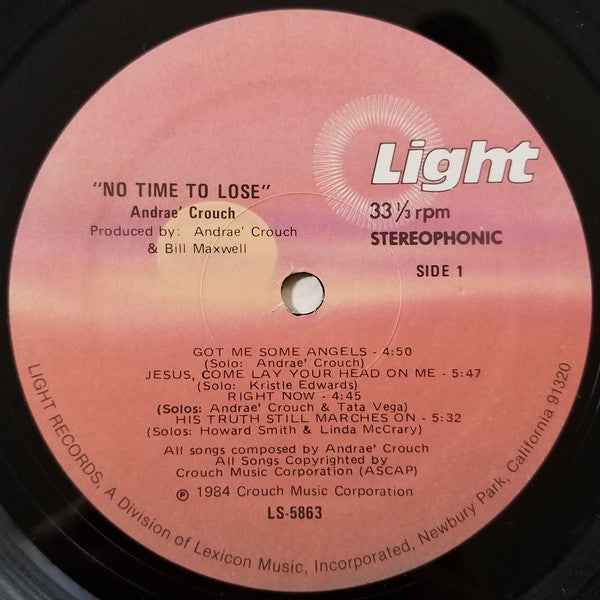 Light
"NO TIME TO LOSE"
Andrae' Crouch
Produced by: Andrae' Crouch
& Bill Maxwell
33 ⅓ rpm
STEREOPHONIC
SIDE 1
GOT ME SOME ANGELS - 4:50
(Solo: Andrae' Crouch)
JESUS, COME LAY YOUR HEAD ON ME - 5:47
(Solo: Kristle Edwards)
RIGHT NOW - 4:45
(Solos: Andrae' Crouch & Tata Vega)
HIS TRUTH STILL MARCHES ON - 5:32
(Solos: Howard Smith & Linda McCrary)
All songs composed by Andrae' Crouch
All Songs Copyrighted by
Crouch Music Corporation (ASCAP)
℗ 1984 Crouch Music Corporation
LS-5863
LIGHT RECORDS, A Division of Lexicon Music, Incorporated, Newbury Park, California 91320